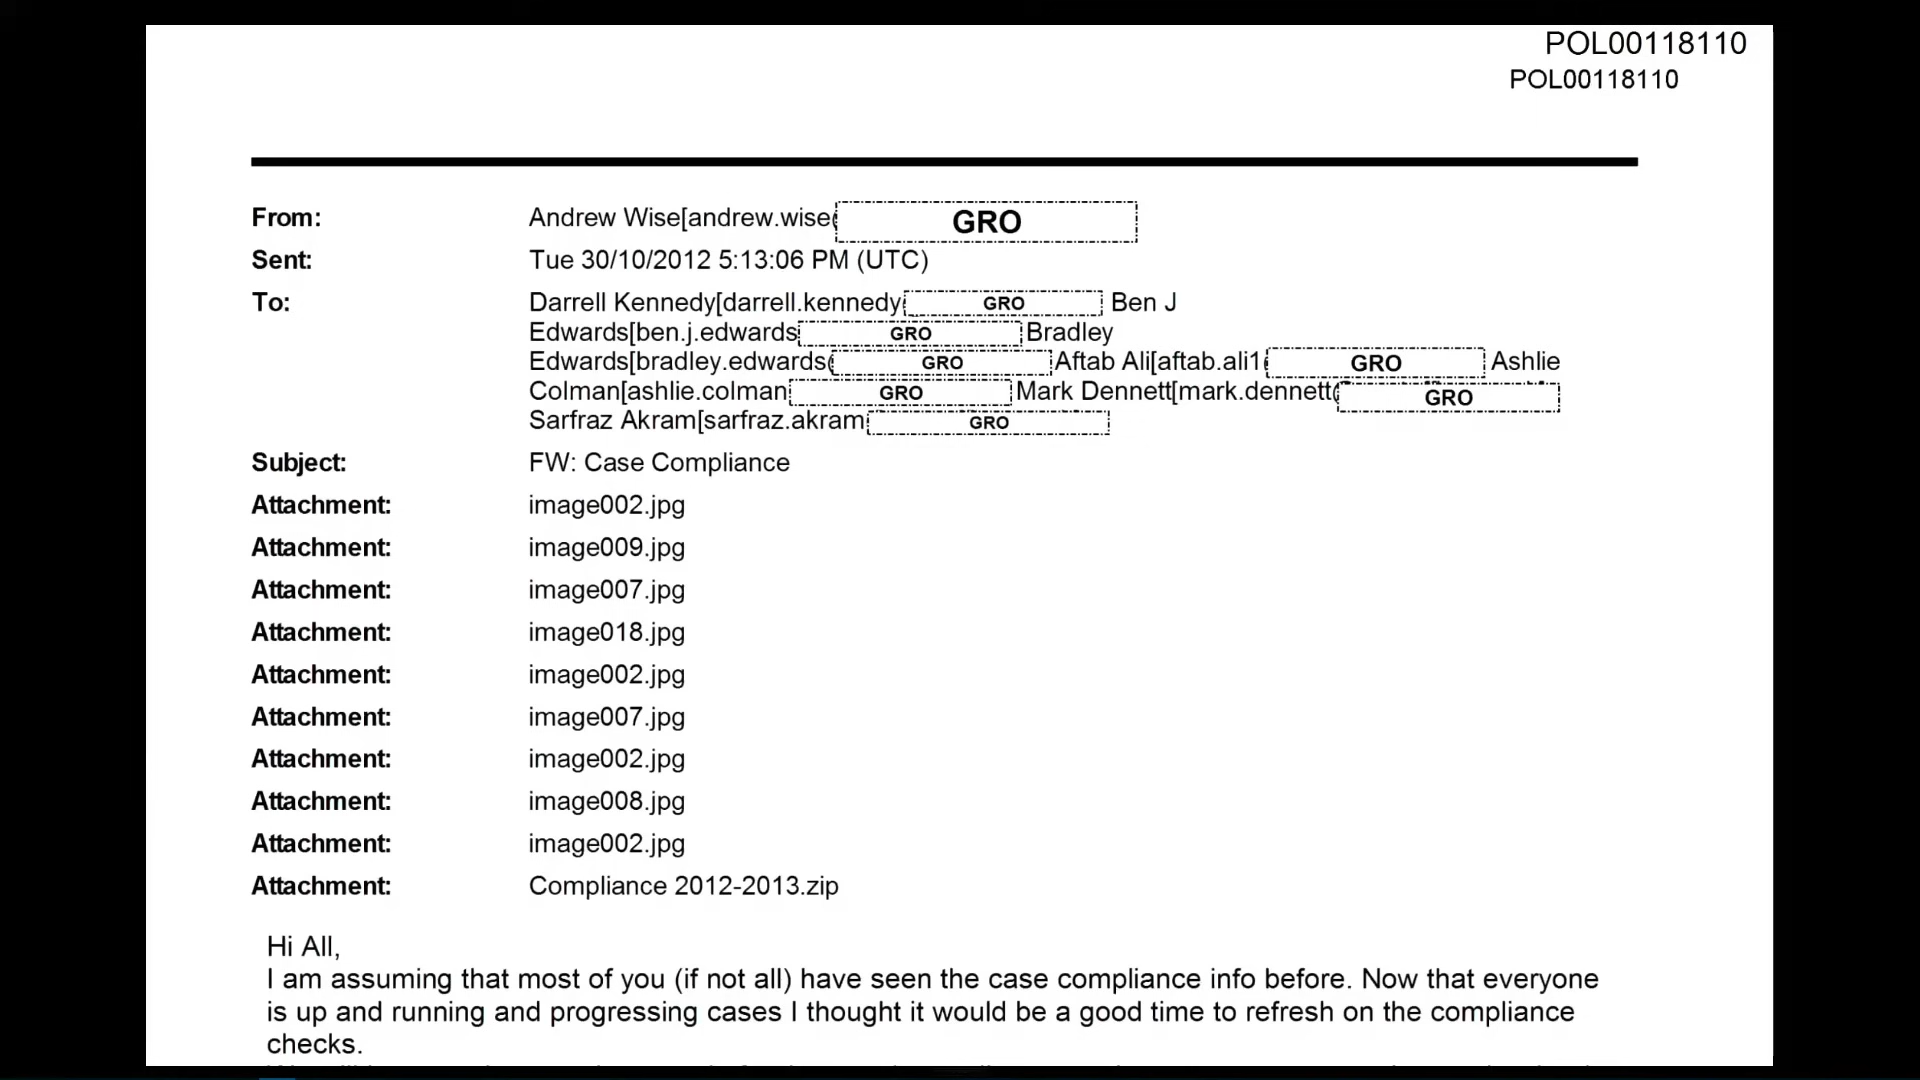 POL00118110
POL00118110
From: Andrew Wise[andrew.wise GRO
Sent: Tue 30/10/2012 5:13:06 PM (UTC)
To: Darrell Kennedy[darrell.kennedy GRO Ben J
Edwards[ben.j.edwards GRO Bradley
Edwards[bradley.edwards GRO Aftab Ali[aftab.ali1 GRO Ashlie
Colman[ashlie.colman GRO Mark Dennett[mark.dennett GRO
Sarfraz Akram[sarfraz.akram GRO
Subject: FW: Case Compliance
Attachment: image002.jpg
Attachment: image009.jpg
Attachment: image007.jpg
Attachment: image018.jpg
Attachment: image002.jpg
Attachment: image007.jpg
Attachment: image002.jpg
Attachment: image008.jpg
Attachment: image002.jpg
Attachment: Compliance 2012-2013.zip
Hi All,
I am assuming that most of you (if not all) have seen the case compliance info before. Now that everyone
is up and running and progressing cases I thought it would be a good time to refresh on the compliance
checks.